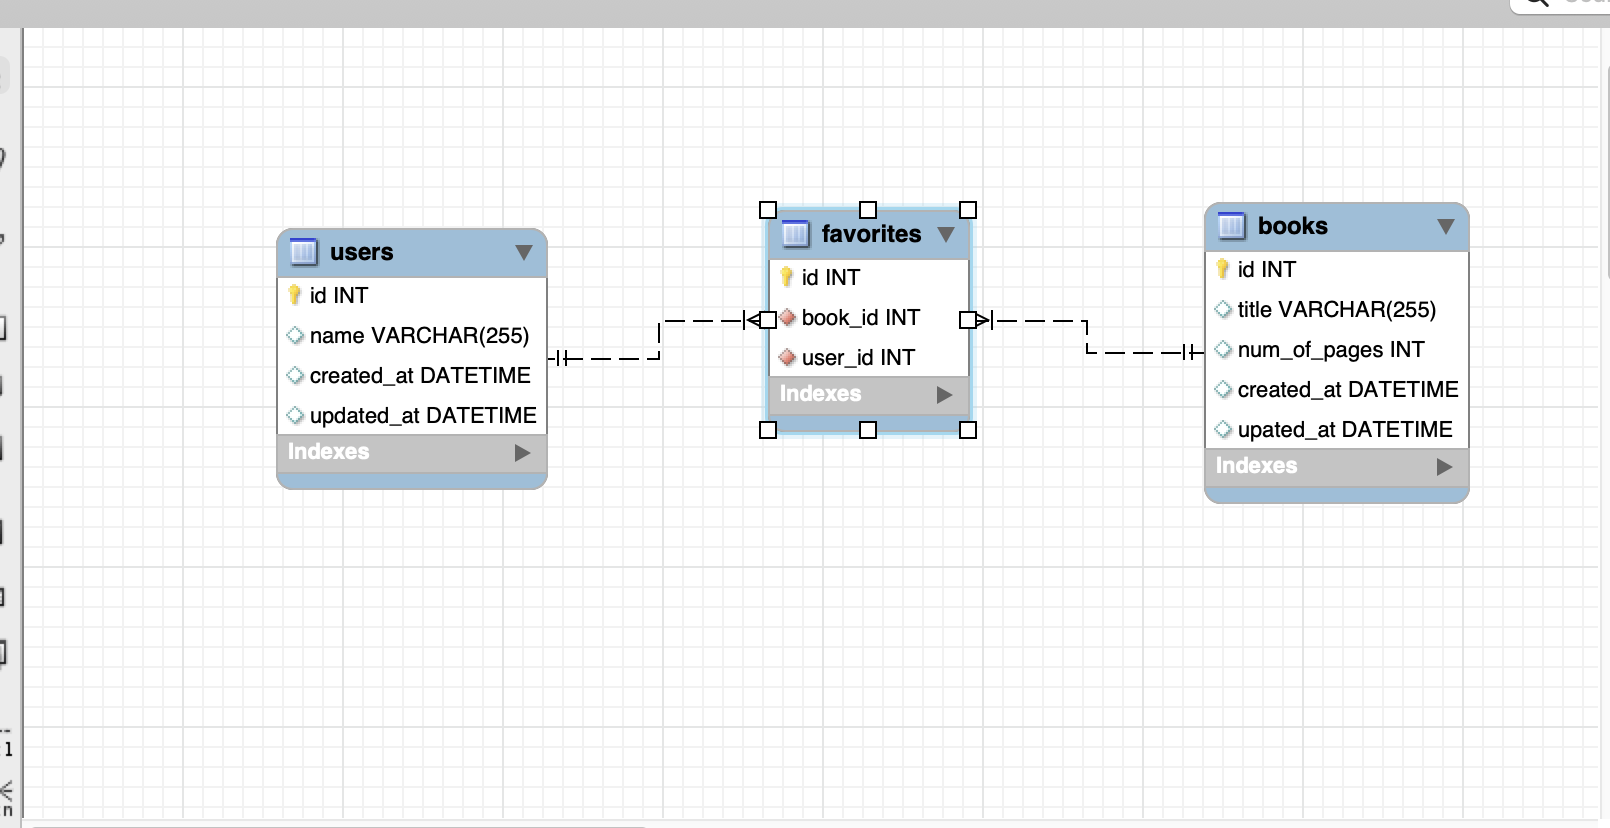 users
id INT
name VARCHAR(255)
created_at DATETIME
updated_at DATETIME
Indexes
favorites
id INT
book_id INT
user_id INT
Indexes
books
id INT
title VARCHAR(255)
num_of_pages INT
created_at DATETIME
upated_at DATETIME
Indexes